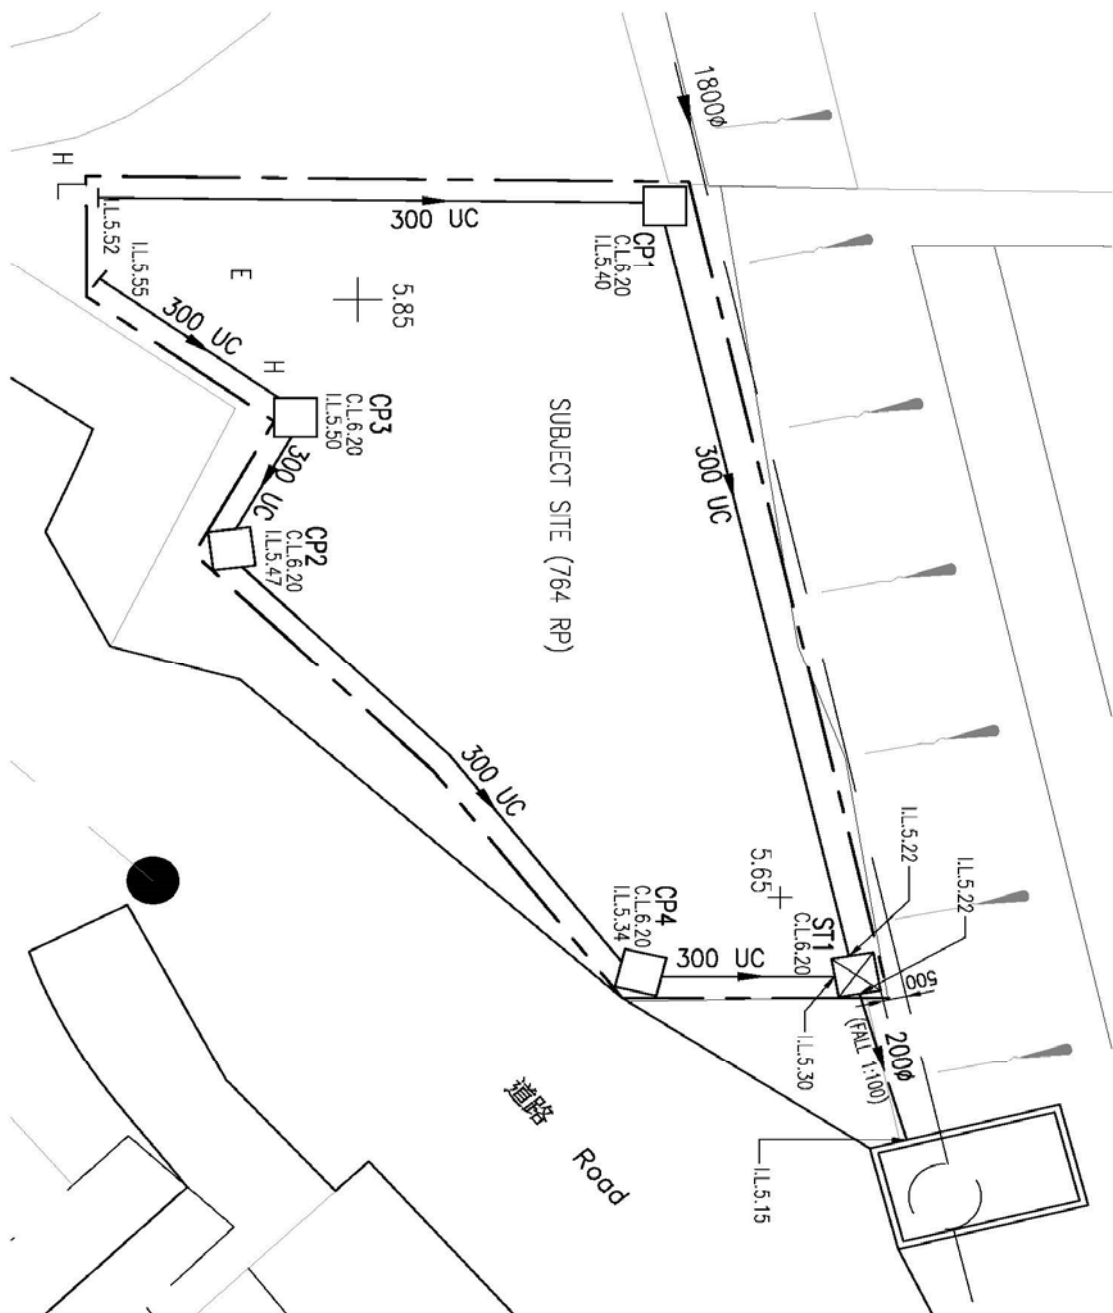 1800ø
H
300 UC
CP1
C.L.6.20
I.L.5.40
I.L.5.52
I.L.5.55
E
5.85
300 UC
H
CP3
C.L.6.20
I.L.5.50
300 UC
SUBJECT SITE (764 RP)
300 UC
CP2
C.L.6.20
I.L.5.47
300 UC
I.L.5.22
I.L.5.22
5.65
CP4
C.L.6.20
I.L.5.34
300 UC
ST1
C.L.6.20
500
I.L.5.30
200ø
(FALL 1:100)
道路
Road
I.L.5.15